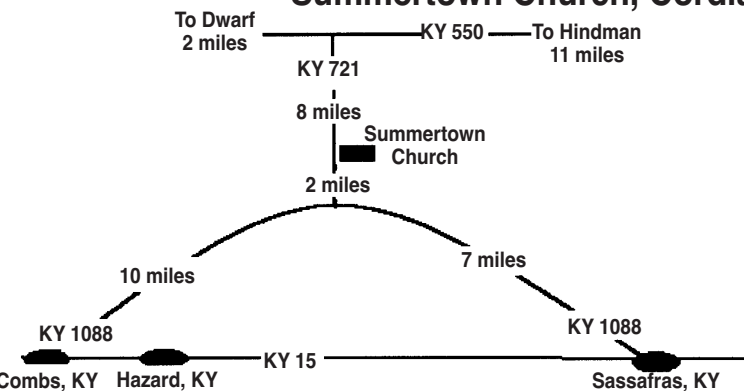 Summertown Church,
To Dwarf
2 miles
KY 550
To Hindman
11 miles
KY 721
8 miles
Summertown
Church
2 miles
10 miles
7 miles
KY 1088
KY 1088
KY 15
Combs, KY
Hazard, KY
Sassafras, KY